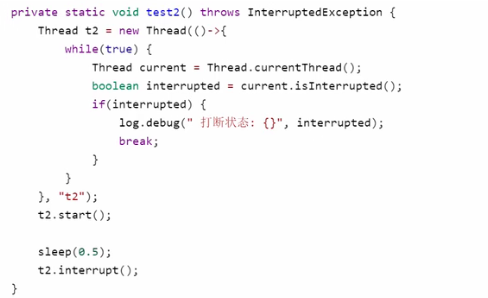 private static void test2() throws InterruptedException {
    Thread t2 = new Thread(()->{
        while(true) {
            Thread current = Thread.currentThread();
            boolean interrupted = current.isInterrupted();
            if(interrupted) {
                log.debug(" 打断状态: {}", interrupted);
                break;
            }
        }
    }, "t2");
    t2.start();

    sleep(0.5);
    t2.interrupt();
}